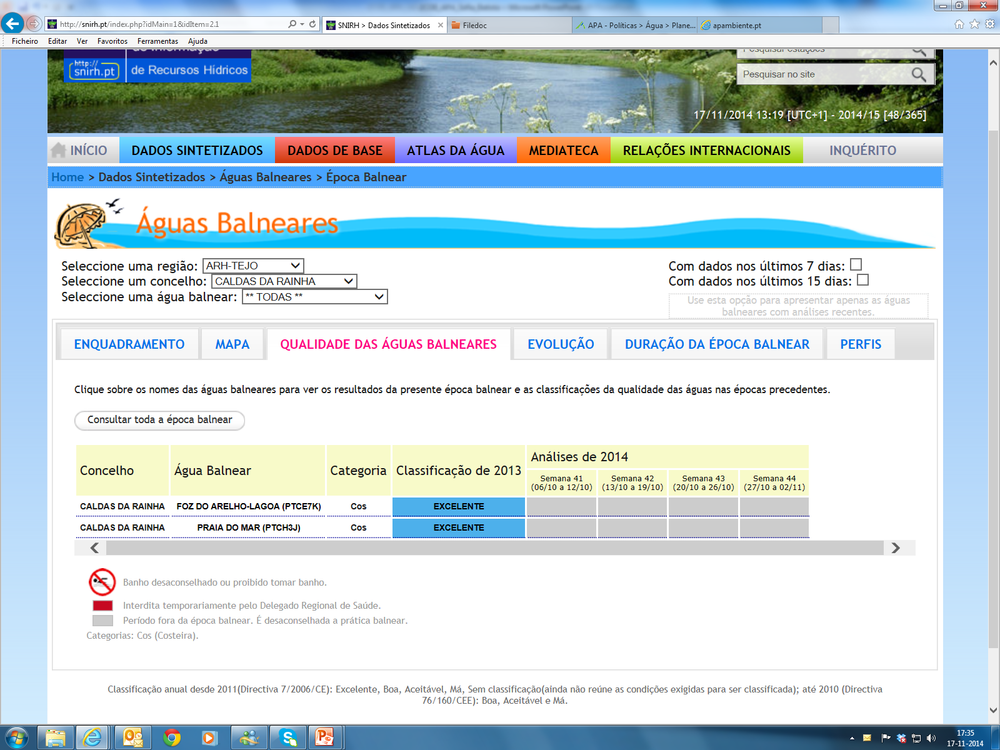 http://snirh.pt/index.php?idMain=1&idItem=2.1
SNIRH > Dados Sintetizados
Filedoc
APA - Políticas > Água > Plane...
apambiente.pt
Ficheiro Editar Ver Favoritos Ferramentas Ajuda
http://
snirh.pt
de Recursos Hídricos
Pesquisar estações
Pesquisar no site
17/11/2014 13:19 [UTC+1] - 2014/15 [48/365]
INÍCIO DADOS SINTETIZADOS DADOS DE BASE ATLAS DA ÁGUA MEDIATECA RELAÇÕES INTERNACIONAIS INQUÉRITO
Home > Dados Sintetizados > Águas Balneares > Época Balnear
Águas Balneares
Seleccione uma região: ARH-TEJO
Seleccione um concelho: CALDAS DA RAINHA
Seleccione uma água balnear: ** TODAS **
Com dados nos últimos 7 dias:
Com dados nos últimos 15 dias:
Use esta opção para apresentar apenas as águas
balneares com análises recentes.
ENQUADRAMENTO MAPA QUALIDADE DAS ÁGUAS BALNEARES EVOLUÇÃO DURAÇÃO DA ÉPOCA BALNEAR PERFIS
Clique sobre os nomes das águas balneares para ver os resultados da presente época balnear e as classificações da qualidade das águas nas épocas precedentes.
Consultar toda a época balnear
Concelho Água Balnear Categoria Classificação de 2013 Análises de 2014
Semana 41 Semana 42 Semana 43 Semana 44
(06/10 a 12/10) (13/10 a 19/10) (20/10 a 26/10) (27/10 a 02/11)
CALDAS DA RAINHA FOZ DO ARELHO-LAGOA (PTCE7K) Cos EXCELENTE
CALDAS DA RAINHA PRAIA DO MAR (PTCH3J) Cos EXCELENTE
Banho desaconselhado ou proibido tomar banho.
Interdita temporariamente pelo Delegado Regional de Saúde.
Período fora da época balnear. É desaconselhada a prática balnear.
Categorias: Cos (Costeira).
Classificação anual desde 2011(Directiva 7/2006/CE): Excelente, Boa, Aceitável, Má, Sem classificação(ainda não reúne as condições exigidas para ser classificada); até 2010 (Directiva
76/160/CEE): Boa, Aceitável e Má.
17:35
17-11-2014